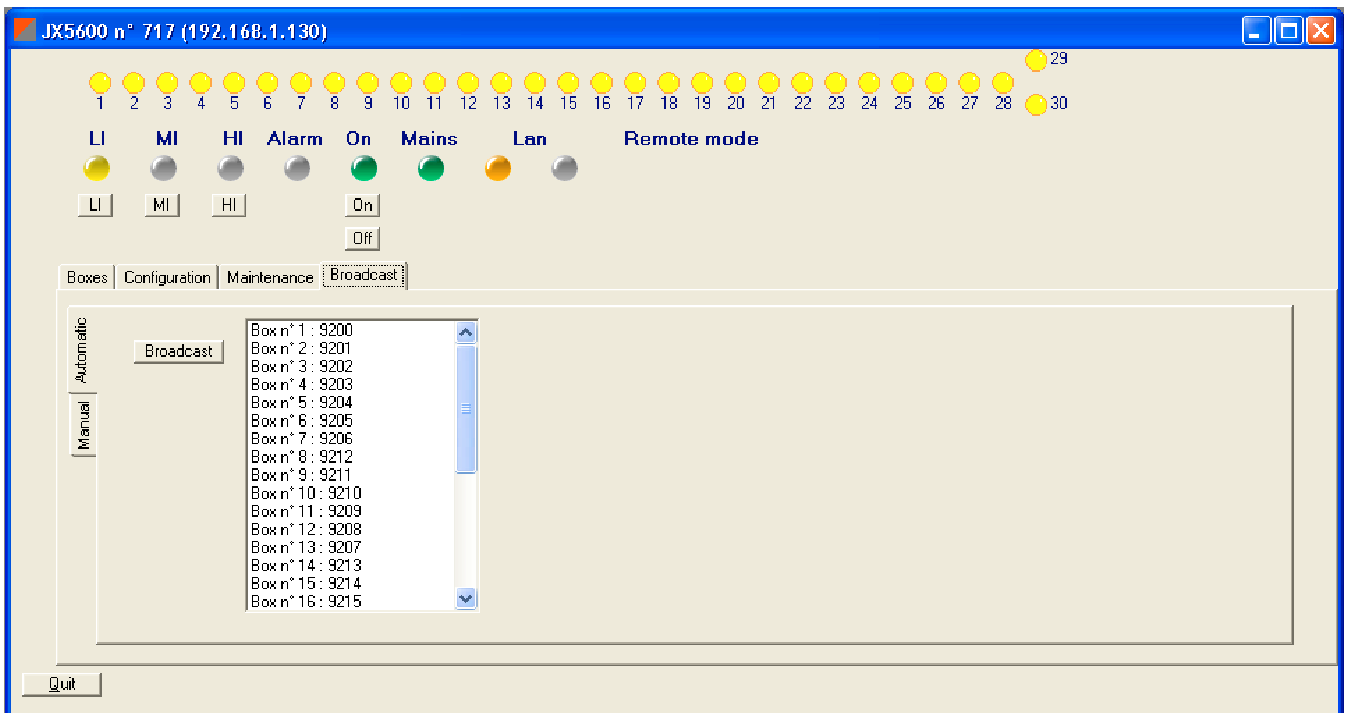 JX5600 n° 717 (192.168.1.130)
29
1 2 3 4 5 6 7 8 9 10 11 12 13 14 15 16 17 18 19 20 21 22 23 24 25 26 27 28 30
LI MI HI Alarm On Mains Lan Remote mode
LI MI HI On
Off
Boxes Configuration Maintenance Broadcast
Automatic
Manual
Broadcast
Box n° 1 : 9200
Box n° 2 : 9201
Box n° 3 : 9202
Box n° 4 : 9203
Box n° 5 : 9204
Box n° 6 : 9205
Box n° 7 : 9206
Box n° 8 : 9212
Box n° 9 : 9211
Box n° 10 : 9210
Box n° 11 : 9209
Box n° 12 : 9208
Box n° 13 : 9207
Box n° 14 : 9213
Box n° 15 : 9214
Box n° 16 : 9215
Quit